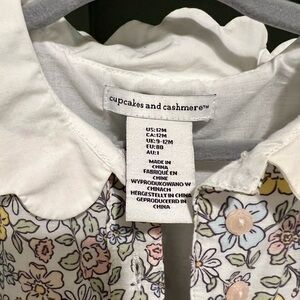 cupcakes and cashmere™
US:12M
CA:12M
UK:9-12M
EU:80
AU:1
MADE IN
CHINA
FABRIQUÉ EN
CHINE
WYPRODUKOWANO W
CHINACH
HERGESTELLT IN CHINA
GEPRODUCEERD IN
CHINA